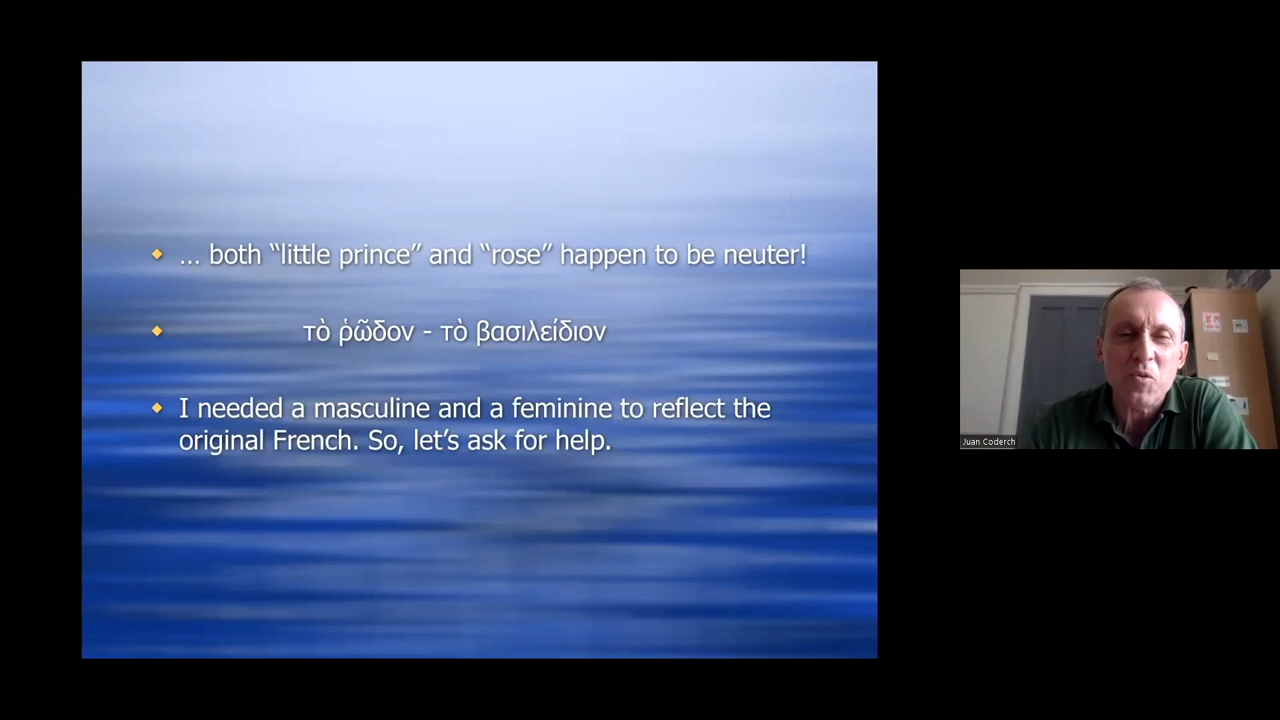 … both “little prince” and “rose” happen to be neuter!
τὸ ῥῶδον - τὸ βασιλείδιον
I needed a masculine and a feminine to reflect the
original French. So, let’s ask for help.
Juan Coderch